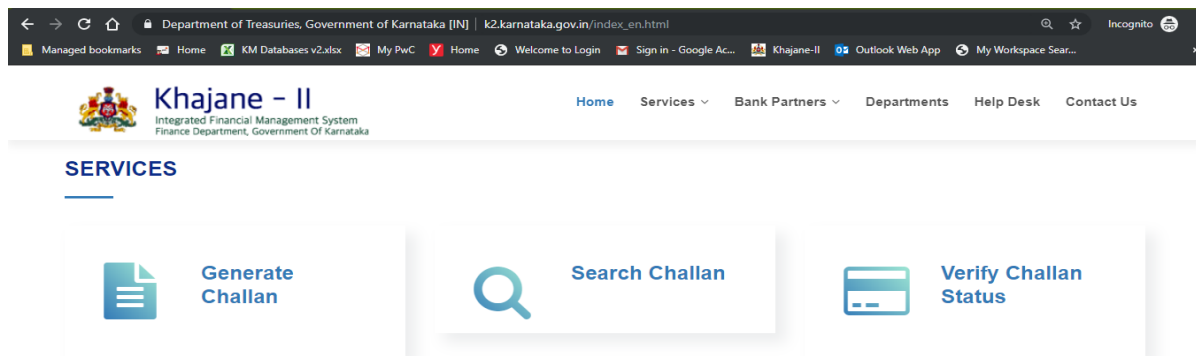 Department of Treasuries, Government of Karnataka [IN] | k2.karnataka.gov.in/index_en.html Incognito
Managed bookmarks Home KM Databases v2.xlsx My PwC Home Welcome to Login Sign in - Google Ac... Khajane-II Outlook Web App My Workspace Sear...
Khajane - II
Integrated Financial Management System
Finance Department, Government Of Karnataka
Home Services Bank Partners Departments Help Desk Contact Us
SERVICES
Generate
Challan
Search Challan
Verify Challan
Status